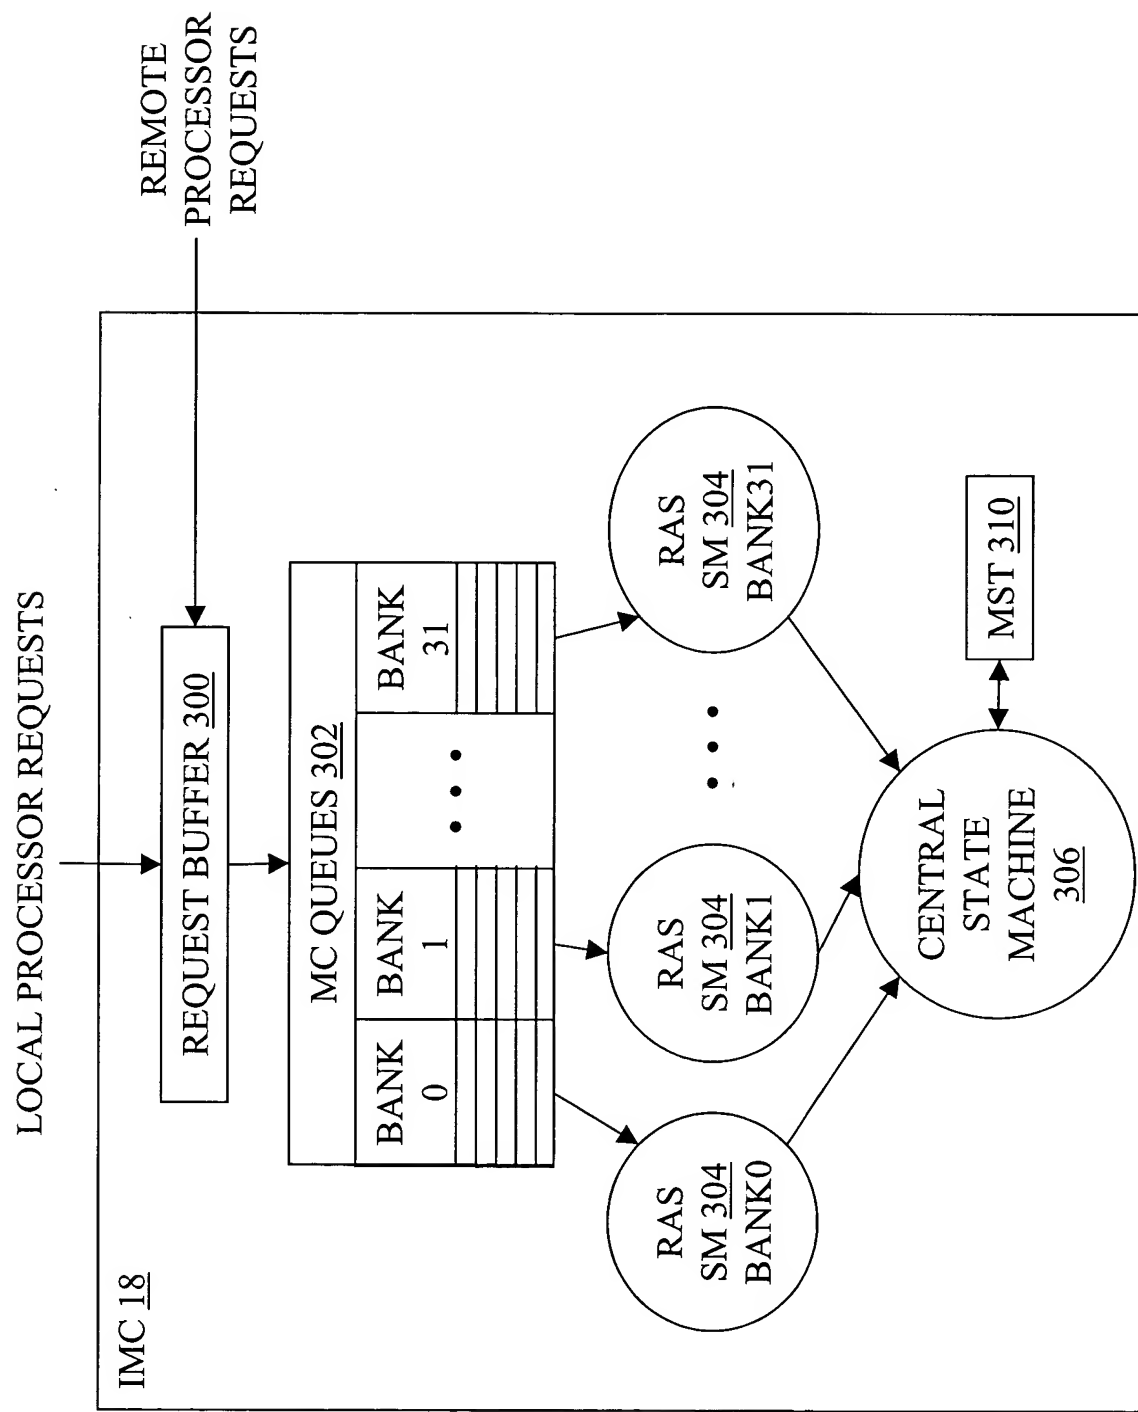 LOCAL PROCESSOR REQUESTS
REMOTE
PROCESSOR
REQUESTS
IMC 18
REQUEST BUFFER 300
MC QUEUES 302
BANK
0
BANK
1
BANK
31
RAS
SM 304
BANK0
RAS
SM 304
BANK1
RAS
SM 304
BANK31
CENTRAL
STATE
MACHINE
306
MST 310